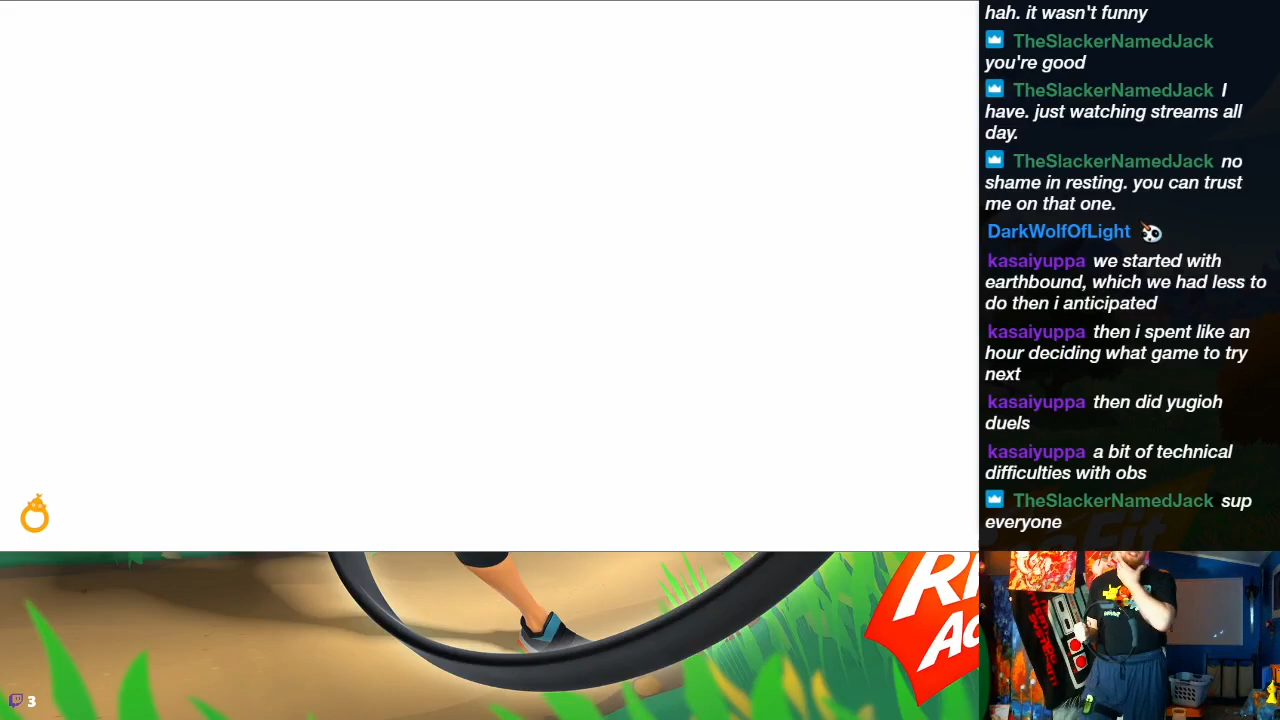 hah. it wasn't funny
TheSlackerNamedJack
you're good
TheSlackerNamedJack I
have. just watching streams all
day.
TheSlackerNamedJack no
shame in resting. you can trust
me on that one.
DarkWolfOfLight
kasaiyuppa we started with
earthbound, which we had less to
do then i anticipated
kasaiyuppa then i spent like an
hour deciding what game to try
next
kasaiyuppa then did yugioh
duels
kasaiyuppa a bit of technical
difficulties with obs
TheSlackerNamedJack sup
everyone
3